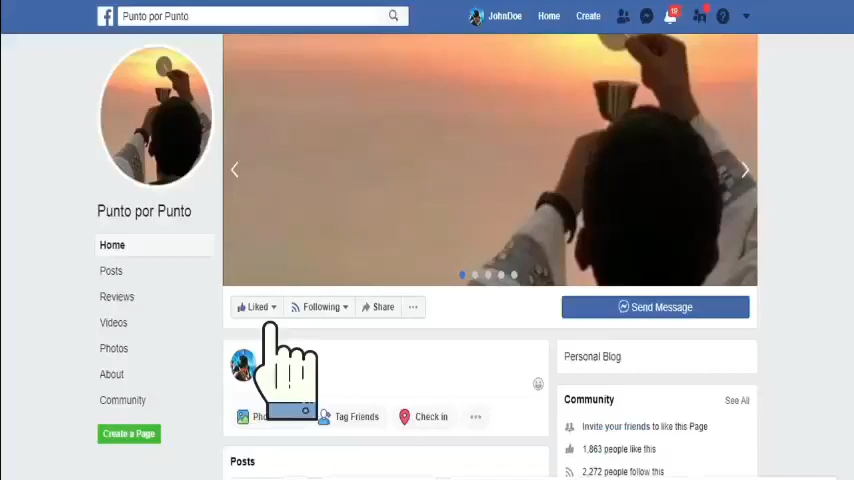 Punto por Punto
JohnDoe
Home
Create
19
Punto por Punto
Home
Posts
Reviews
Videos
Photos
About
Community
Create a Page
Liked
Following
Share
Send Message
Tag Friends
Check in
Posts
Personal Blog
Community
See All
Invite your friends to like this Page
1,863 people like this
2,272 people follow this